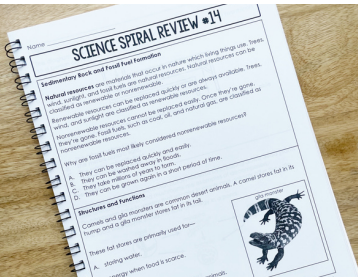 Name
SCIENCE SPIRAL REVIEW #14
Sedimentary Rock and Fossil Fuel Formation
Natural resources are materials that occur in nature which living things use. Trees,
wind, sunlight, and fossil fuels are natural resources. Natural resources can be
classified as renewable or nonrenewable.
Renewable resources can be replaced quickly or are always available. Trees,
wind, and sunlight are classified as renewable resources.
Nonrenewable resources cannot be replaced easily. Once they're gone,
they're gone. Fossil fuels, such as coal, oil, and natural gas, are classified as
nonrenewable resources.
Why are fossil fuels most likely considered nonrenewable resources?
A. They can be replaced quickly and easily.
B. They can be washed away in floods.
C. They take millions of years to form.
D. They can be grown again in a short period of time.
Structures and Functions
Camels and gila monsters are common desert animals. A camel stores fat in its
hump and a gila monster stores fat in its tail.
gila monster
These fat stores are primarily used for—
A. storing water.
energy when food is scarce.
animals.